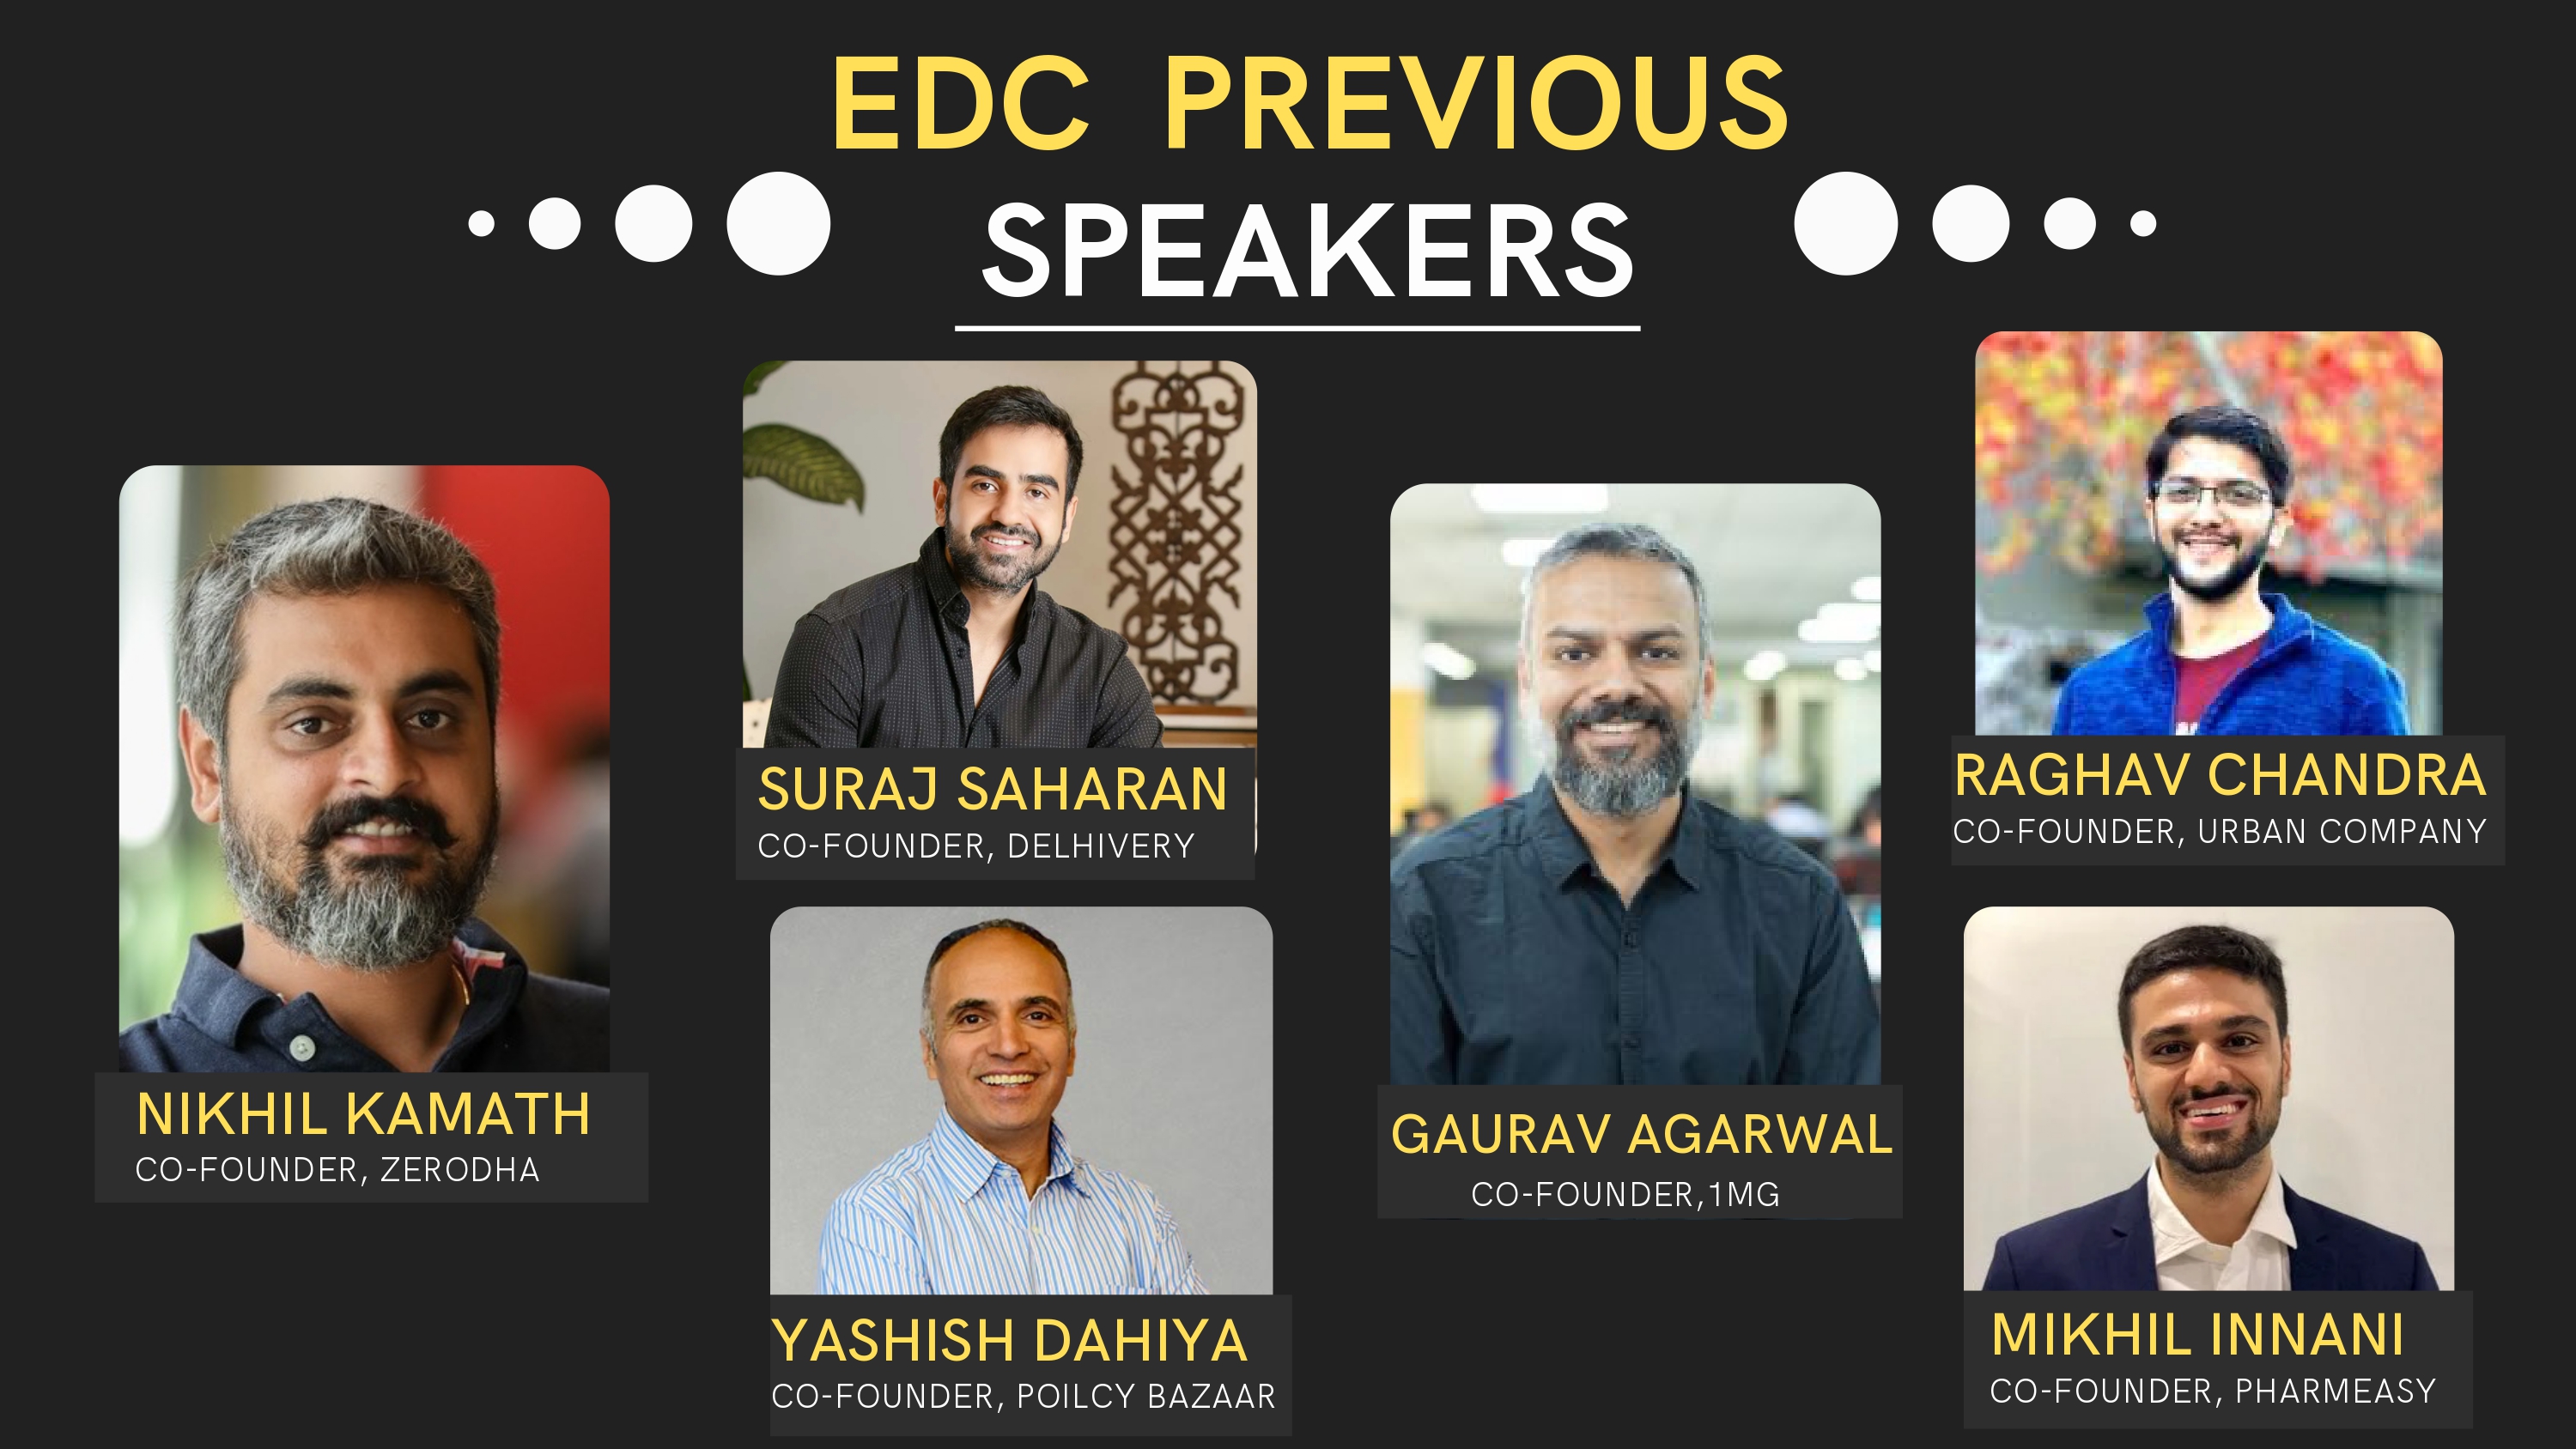 EDC PREVIOUS
SPEAKERS
NIKHIL KAMATH
CO-FOUNDER, ZERODHA
SURAJ SAHARAN
CO-FOUNDER, DELHIVERY
YASHISH DAHIYA
CO-FOUNDER, POILCY BAZAAR
GAURAV AGARWAL
CO-FOUNDER,1MG
RAGHAV CHANDRA
CO-FOUNDER, URBAN COMPANY
MIKHIL INNANI
CO-FOUNDER, PHARMEASY